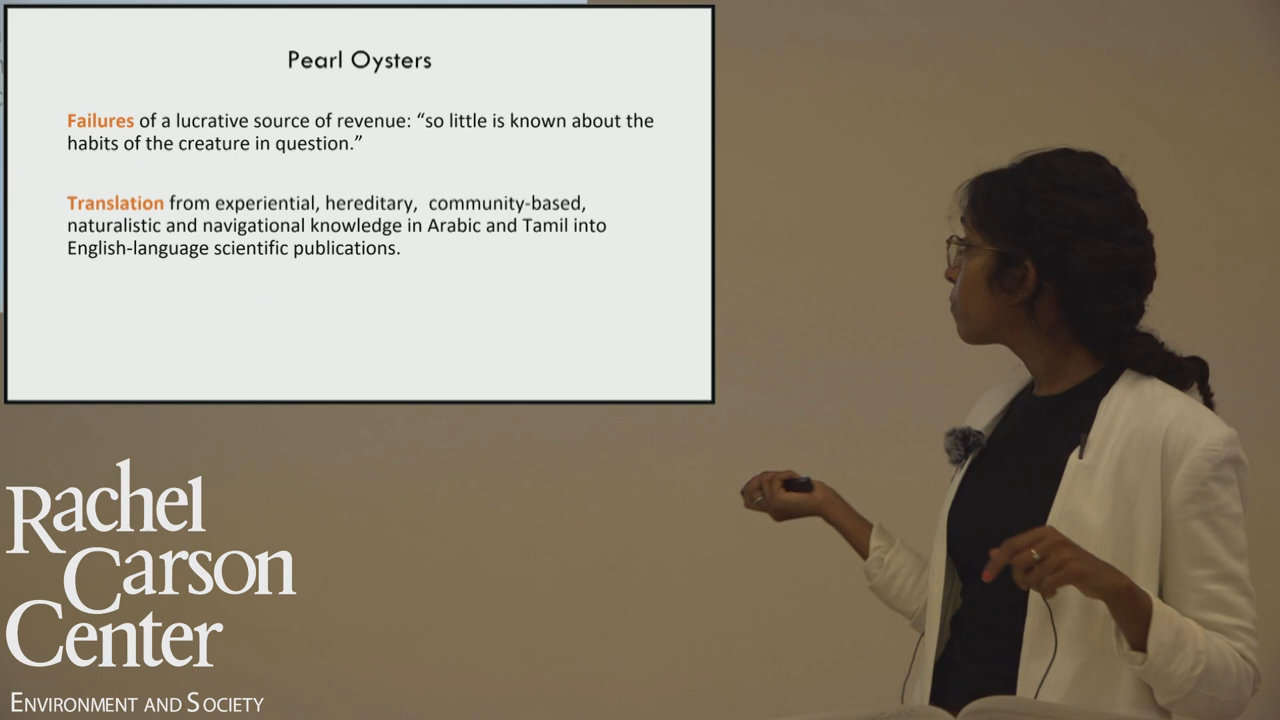 Pearl Oysters
Failures of a lucrative source of revenue: “so little is known about the
habits of the creature in question.”
Translation from experiential, hereditary,  community-based,
naturalistic and navigational knowledge in Arabic and Tamil into
English-language scientific publications.
Rachel
Carson
Center
Environment and Society